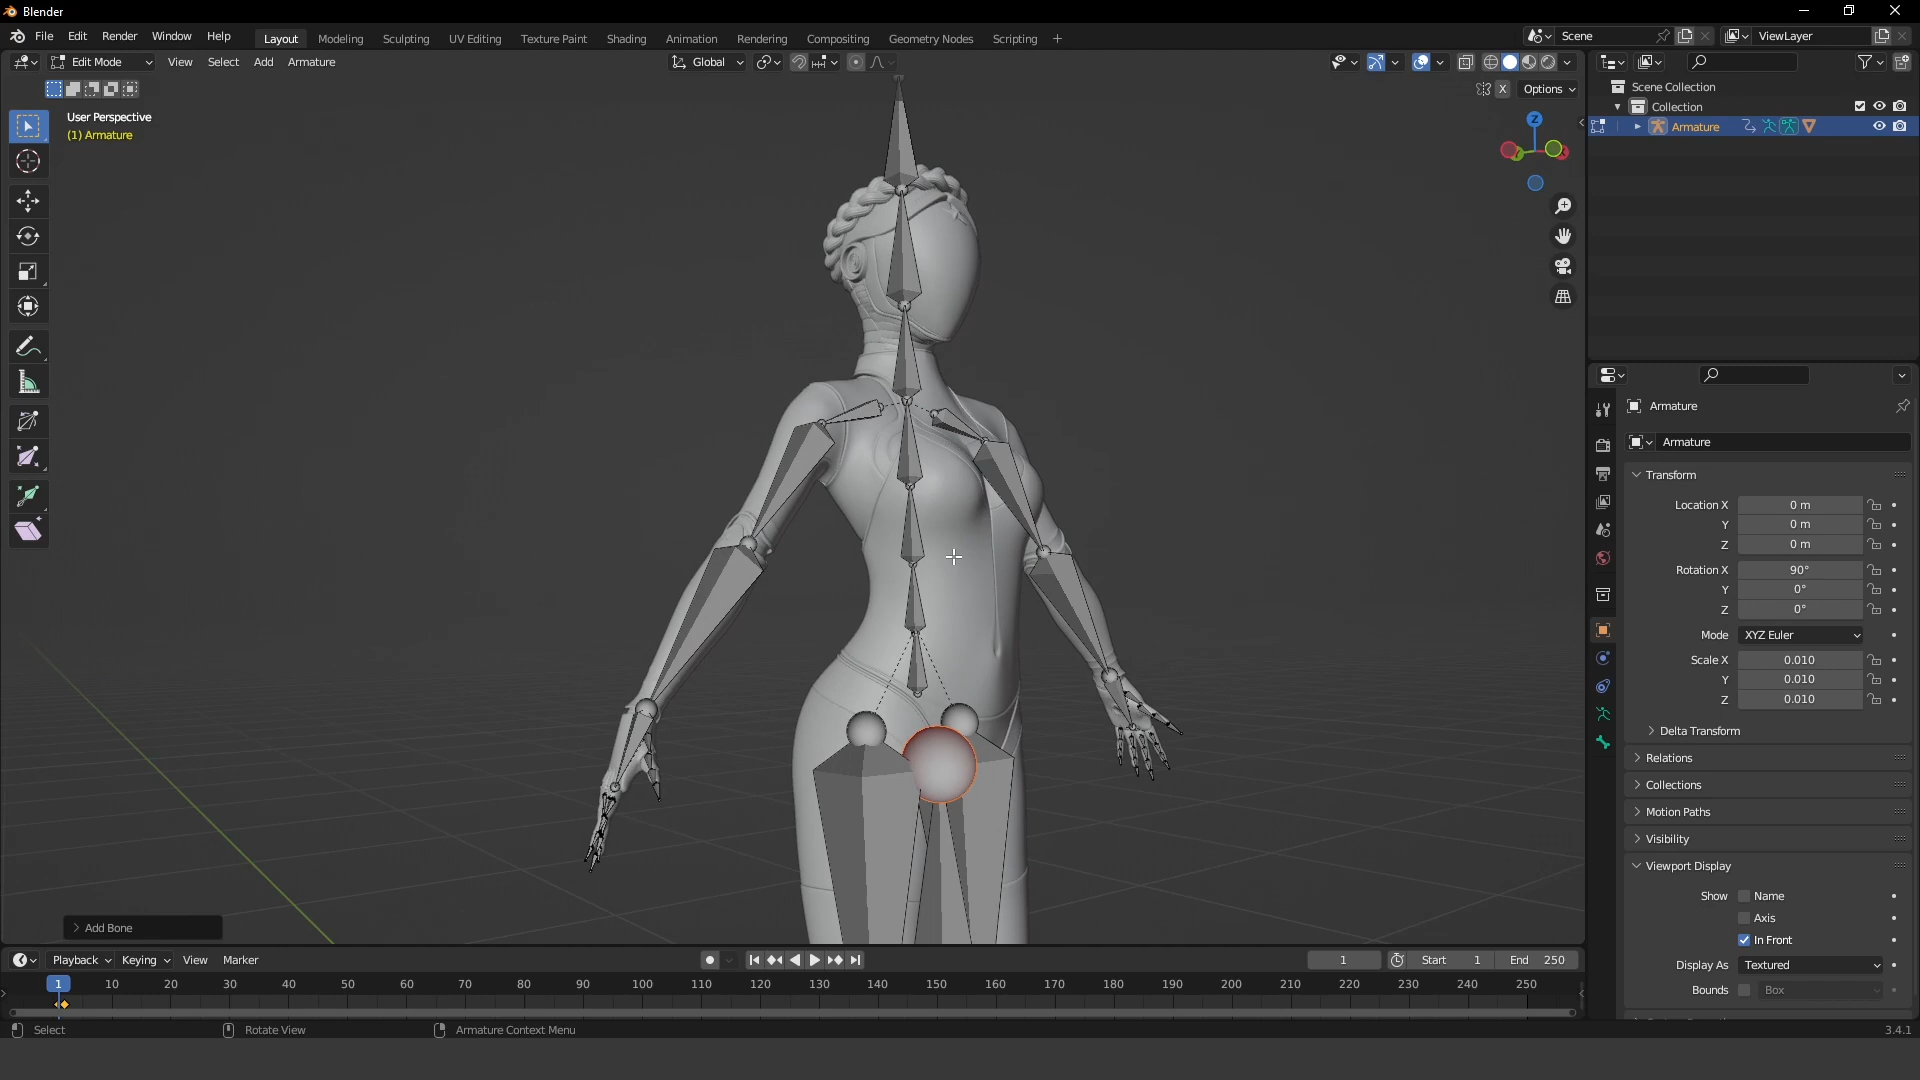 Blender
File Edit Render Window Help
Layout Modeling Sculpting UV Editing Texture Paint Shading Animation Rendering Compositing Geometry Nodes Scripting +
Scene
ViewLayer
Edit Mode View Select Add Armature
Global
X Options
User Perspective
(1) Armature
Z
Scene Collection
Collection
Armature
Armature
Armature
Transform
Location X 0 m
Y 0 m
Z 0 m
Rotation X 90°
Y 0°
Z 0°
Mode XYZ Euler
Scale X 0.010
Y 0.010
Z 0.010
Delta Transform
Relations
Collections
Motion Paths
Visibility
Viewport Display
Show Name
Axis
In Front
Display As Textured
Bounds Box
Add Bone
Playback Keying View Marker
1 Start 1 End 250
1 10 20 30 40 50 60 70 80 90 100 110 120 130 140 150 160 170 180 190 200 210 220 230 240 250
Select Rotate View Armature Context Menu
3.4.1